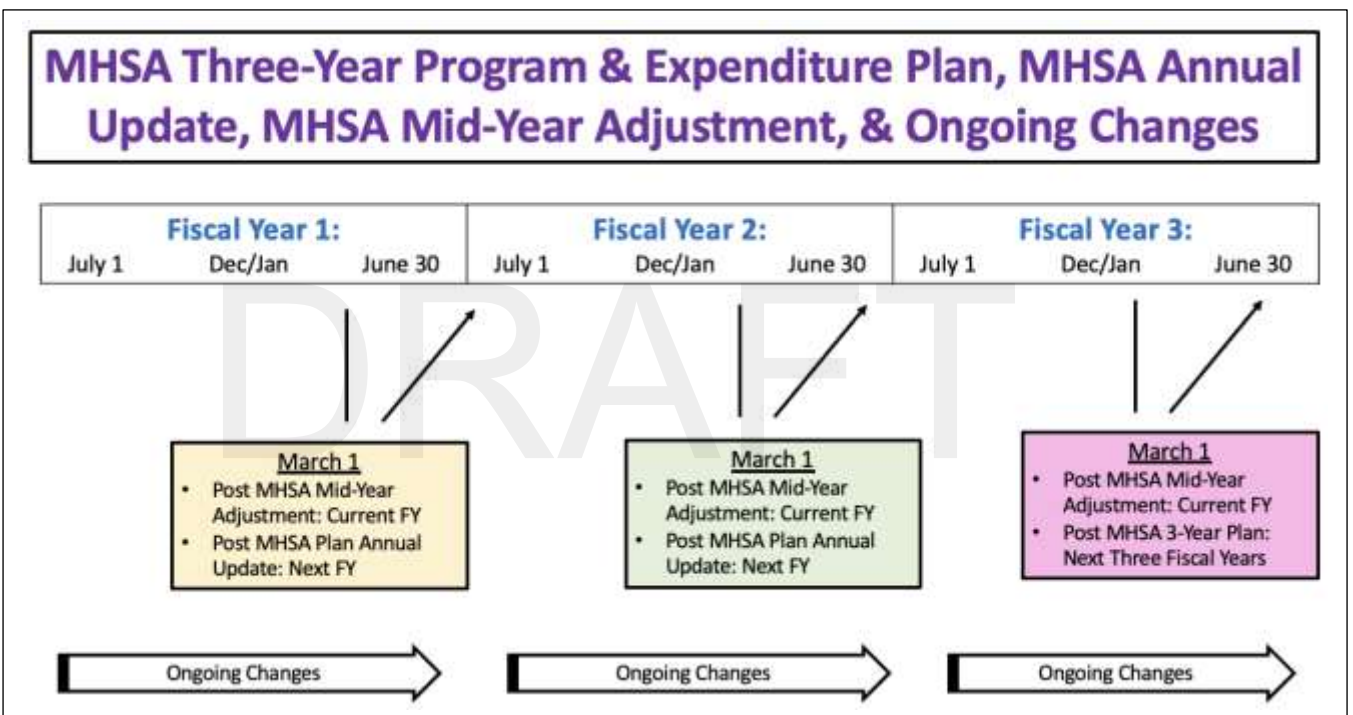 MHSA Three-Year Program & Expenditure Plan, MHSA Annual
Update, MHSA Mid-Year Adjustment, & Ongoing Changes
Fiscal Year 1:
July 1 Dec/Jan June 30
Fiscal Year 2:
July 1 Dec/Jan June 30
Fiscal Year 3:
July 1 Dec/Jan June 30
DRAFT
March 1
• Post MHSA Mid-Year
Adjustment: Current FY
• Post MHSA Plan Annual
Update: Next FY
March 1
• Post MHSA Mid-Year
Adjustment: Current FY
• Post MHSA Plan Annual
Update: Next FY
March 1
• Post MHSA Mid-Year
Adjustment: Current FY
• Post MHSA 3-Year Plan:
Next Three Fiscal Years
Ongoing Changes
Ongoing Changes
Ongoing Changes